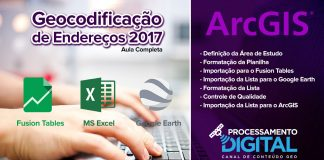 Geocodificação
de Endereços 2017
Aula Completa
Fusion Tables
MS Excel
Google Earth
ArcGIS
- Definição da Área de Estudo
- Formatação da Planilha
- Importação para o Fusion Tables
- Importação da Lista para o Google Earth
- Formatação da Lista
- Controle de Qualidade
- Importação da Lista para o ArcGIS
PROCESSAMENTO
DIGITAL
CANAL DE CONTEÚDO GEO